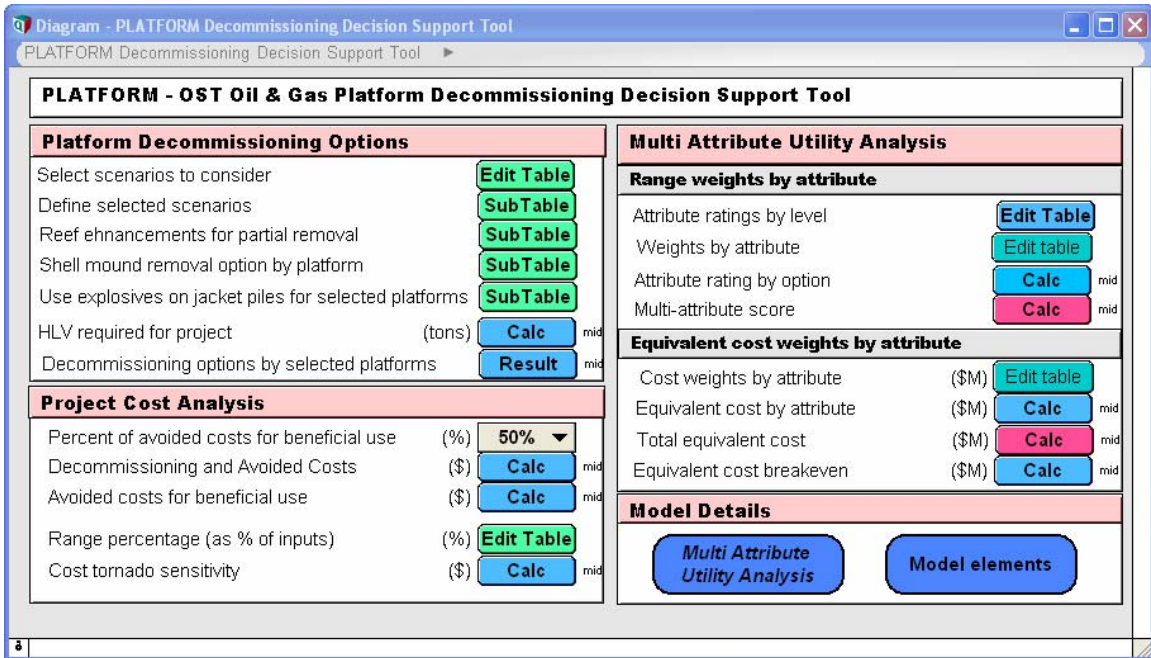 Diagram - PLATFORM Decommissioning Decision Support Tool
PLATFORM Decommissioning Decision Support Tool ►
PLATFORM - OST Oil & Gas Platform Decommissioning Decision Support Tool
Platform Decommissioning Options
Select scenarios to consider Edit Table
Define selected scenarios SubTable
Reef ehnancements for partial removal SubTable
Shell mound removal option by platform SubTable
Use explosives on jacket piles for selected platforms SubTable
HLV required for project (tons) Calc mid
Decommissioning options by selected platforms Result mid
Project Cost Analysis
Percent of avoided costs for beneficial use (%) 50%
Decommissioning and Avoided Costs ($) Calc mid
Avoided costs for beneficial use ($) Calc mid
Range percentage (as % of inputs) (%) Edit Table
Cost tornado sensitivity ($) Calc mid
Multi Attribute Utility Analysis
Range weights by attribute
Attribute ratings by level Edit Table
Weights by attribute Edit table
Attribute rating by option Calc mid
Multi-attribute score Calc mid
Equivalent cost weights by attribute
Cost weights by attribute ($M) Edit table
Equivalent cost by attribute ($M) Calc mid
Total equivalent cost ($M) Calc mid
Equivalent cost breakeven ($M) Calc mid
Model Details
Multi Attribute
Utility Analysis
Model elements